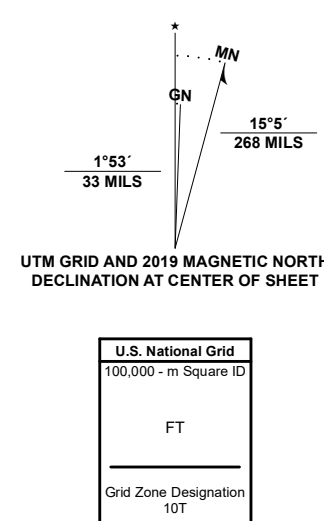 ★
MN
GN
15°5´
268 MILS
1°53´
33 MILS
UTM GRID AND 2019 MAGNETIC NORTH
DECLINATION AT CENTER OF SHEET
U.S. National Grid
100,000 - m Square ID
FT
Grid Zone Designation
10T